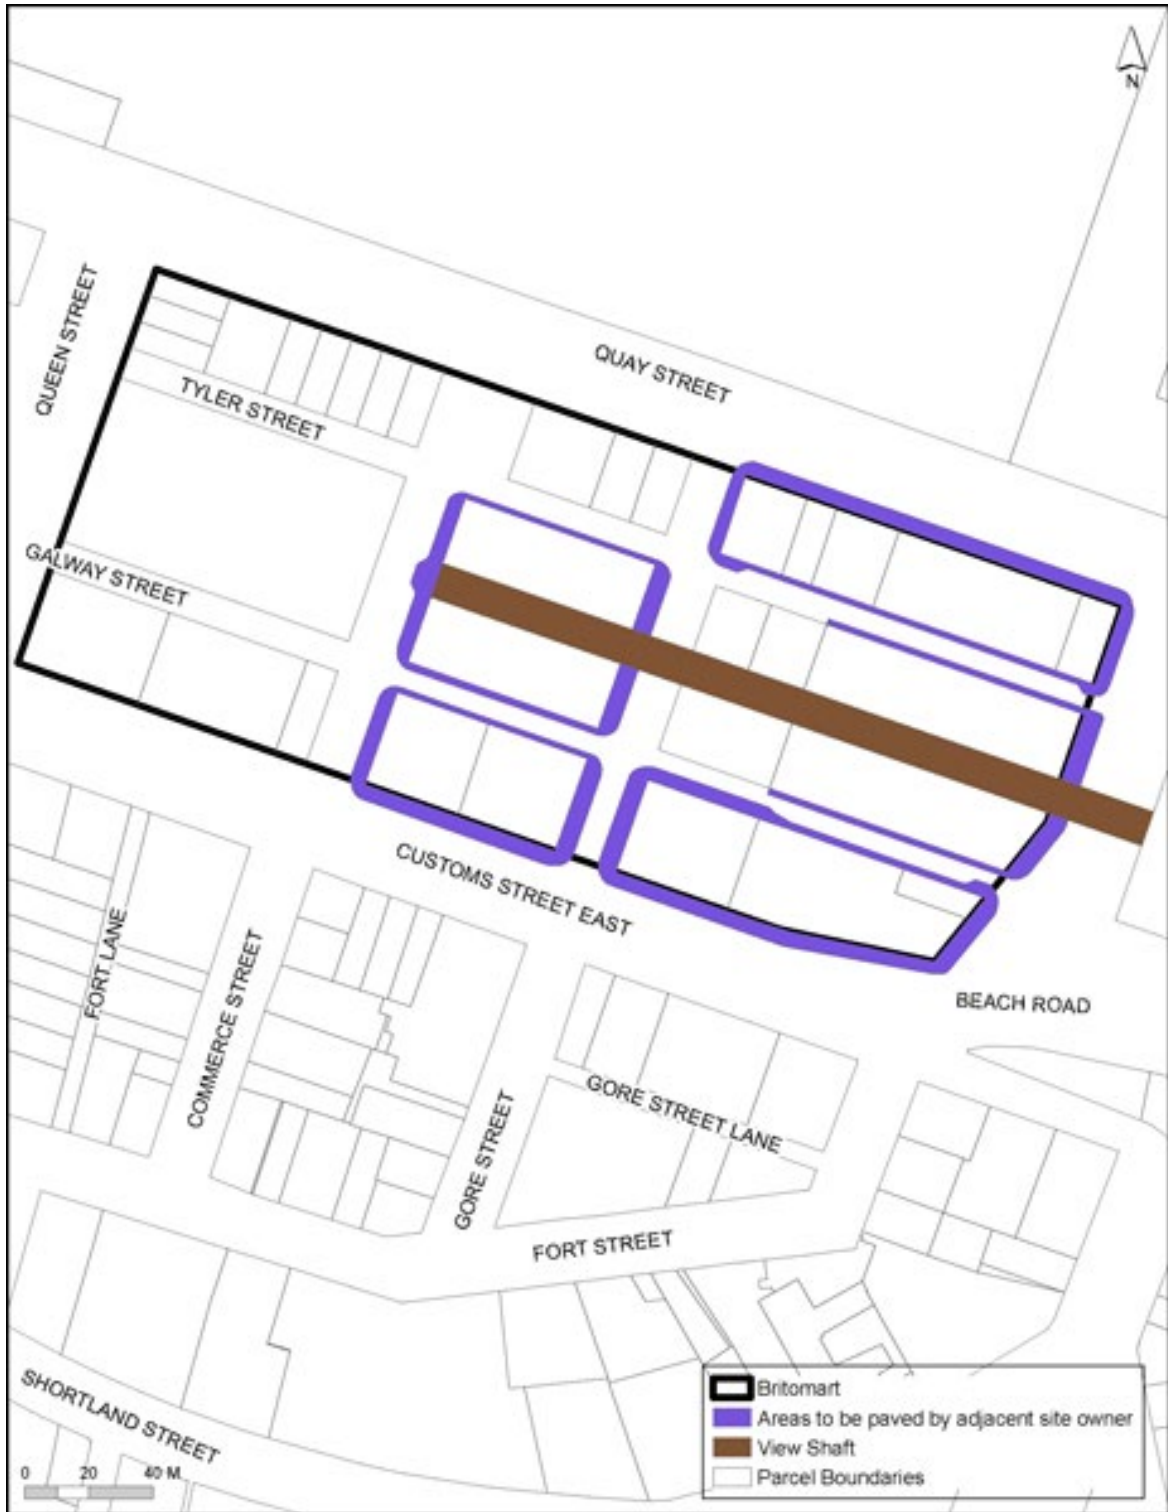 N
QUAY STREET
QUEEN STREET
TYLER STREET
GALWAY STREET
CUSTOMS STREET EAST
FORT LANE
COMMERCE STREET
BEACH ROAD
GORE STREET LANE
GORE STREET
FORT STREET
SHORTLAND STREET
Britomart
Areas to be paved by adjacent site owner
View Shaft
Parcel Boundaries
0 20 40 M